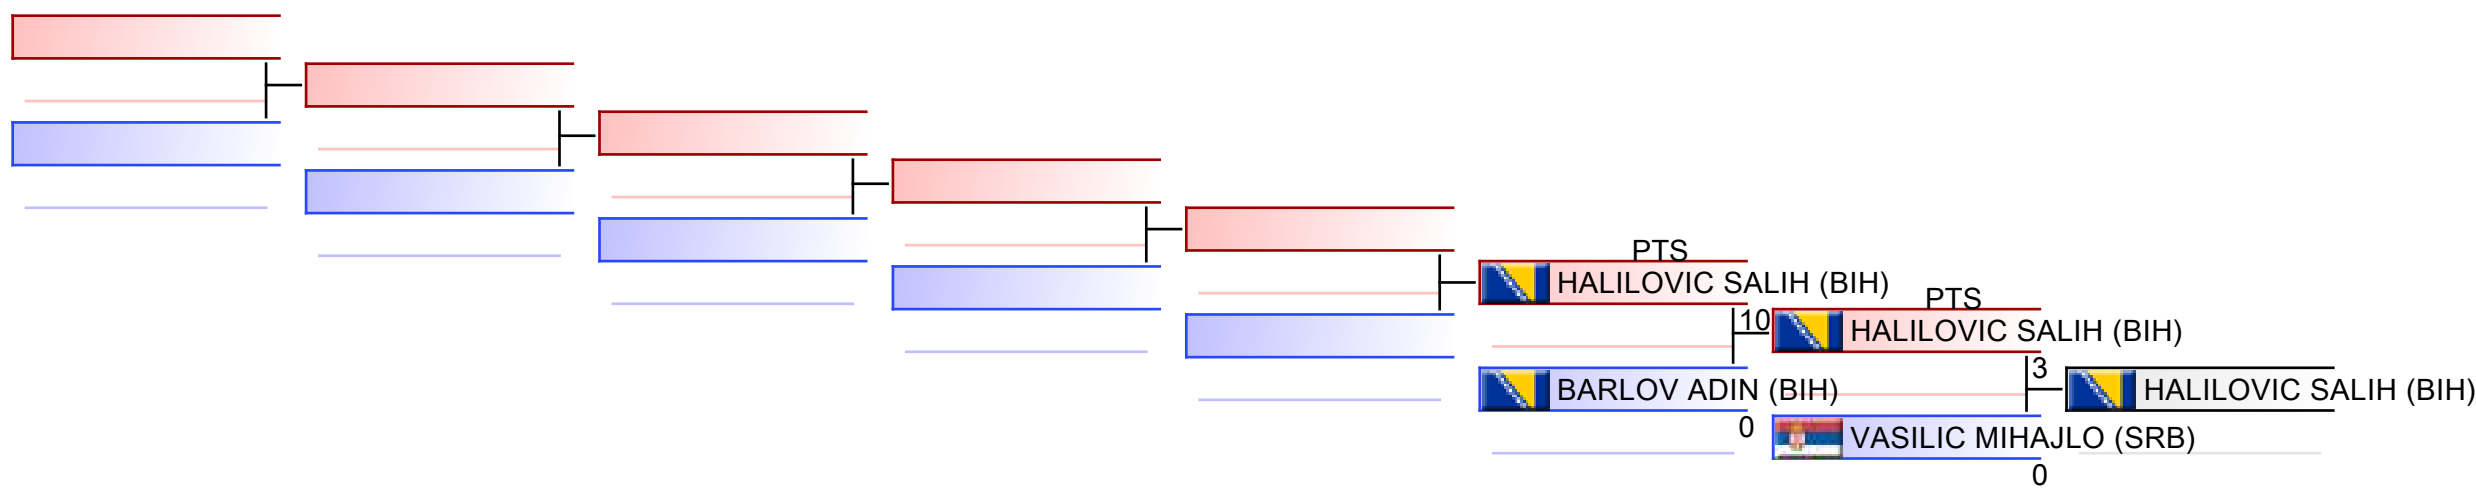 PTS
HALILOVIC SALIH (BIH)
10
BARLOV ADIN (BIH)
0
PTS
HALILOVIC SALIH (BIH)
3
VASILIC MIHAJLO (SRB)
0
HALILOVIC SALIH (BIH)